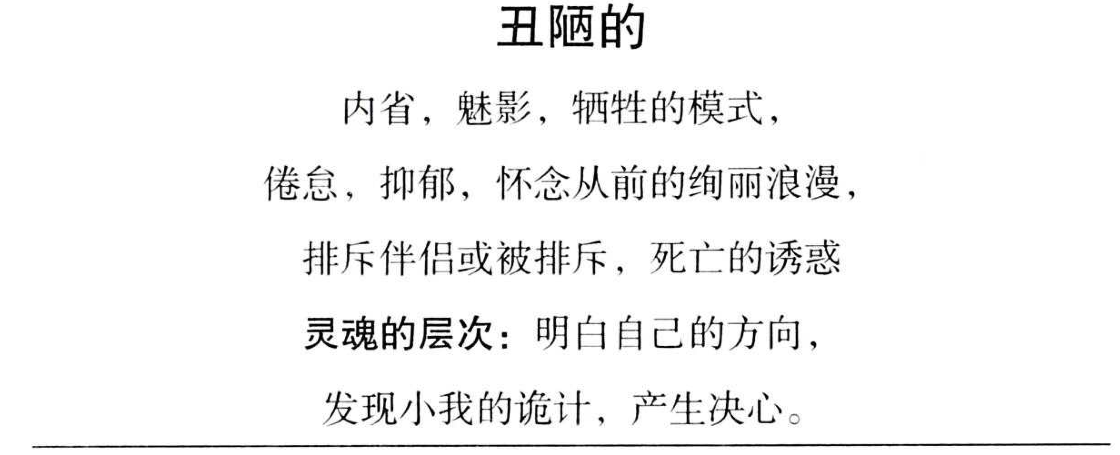 丑陋的
内省，魅影，牺牲的模式，
倦怠，抑郁，怀念从前的绚丽浪漫，
排斥伴侣或被排斥，死亡的诱惑
灵魂的层次：明白自己的方向，
发现小我的诡计，产生决心。